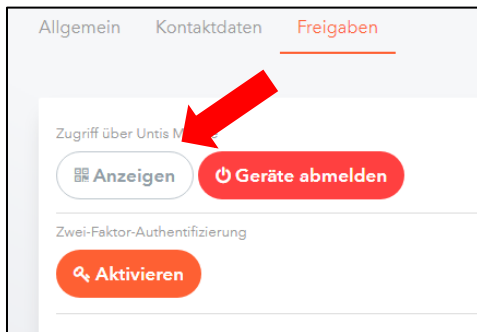 Allgemein Kontaktdaten Freigaben
Zugriff über Untis
Anzeigen Geräte abmelden
Zwei-Faktor-Authentifizierung
Aktivieren